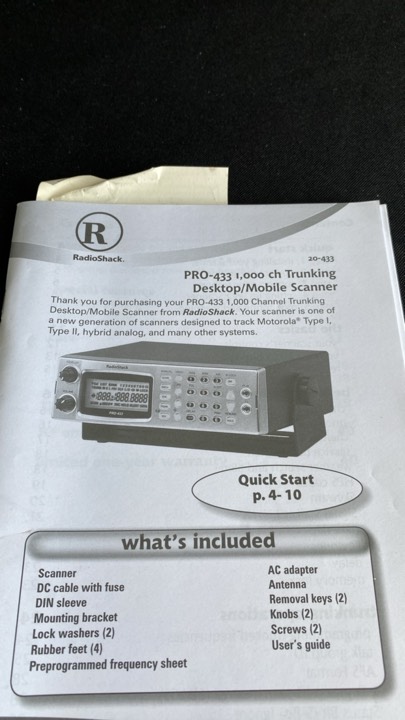 R
RadioShack.
20-433
PRO-433 1,000 ch Trunking
Desktop/Mobile Scanner
Thank you for purchasing your PRO-433 1,000 Channel Trunking
Desktop/Mobile Scanner from RadioShack. Your scanner is one of
a new generation of scanners designed to track Motorola® Type I,
Type II, hybrid analog, and many other systems.
RadioShack
PRO-433
Quick Start
p. 4- 10
what's included
Scanner
DC cable with fuse
DIN sleeve
Mounting bracket
Lock washers (2)
Rubber feet (4)
Preprogrammed frequency sheet
AC adapter
Antenna
Removal keys (2)
Knobs (2)
Screws (2)
User's guide